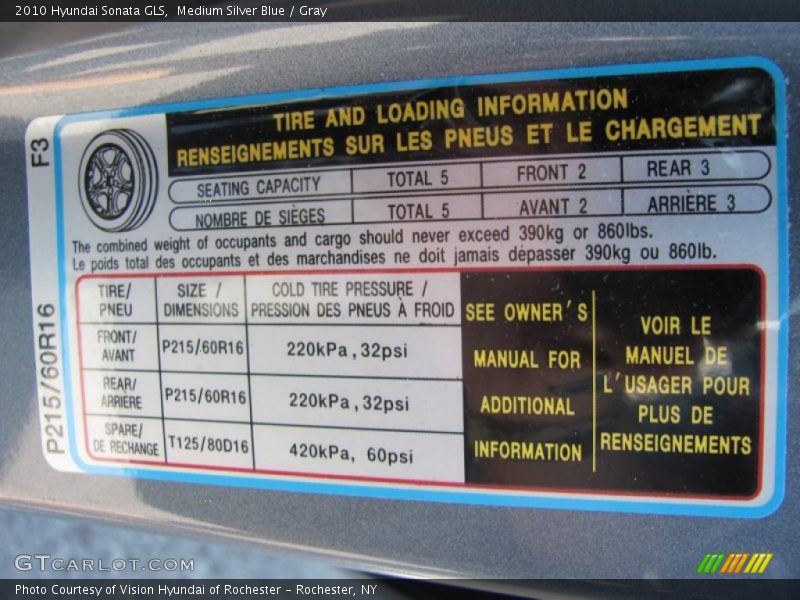 2010 Hyundai Sonata GLS, Medium Silver Blue / Gray
F3
P215/60R16
TIRE AND LOADING INFORMATION
RENSEIGNEMENTS SUR LES PNEUS ET LE CHARGEMENT
SEATING CAPACITY TOTAL 5 FRONT 2 REAR 3
NOMBRE DE SIÈGES TOTAL 5 AVANT 2 ARRIÈRE 3
The combined weight of occupants and cargo should never exceed 390kg or 860lbs.
Le poids total des occupants et des marchandises ne doit jamais dépasser 390kg ou 860lb.
TIRE/
PNEU
SIZE /
DIMENSIONS
COLD TIRE PRESSURE /
PRESSION DES PNEUS À FROID
FRONT/
AVANT
P215/60R16
220kPa,32psi
REAR/
ARRIÈRE
P215/60R16
220kPa,32psi
SPARE/
DE RECHANGE
T125/80D16
420kPa, 60psi
SEE OWNER'S
MANUAL FOR
ADDITIONAL
INFORMATION
VOIR LE
MANUEL DE
L'USAGER POUR
PLUS DE
RENSEIGNEMENTS
GTCARLOT.COM
Photo Courtesy of Vision Hyundai of Rochester - Rochester, NY